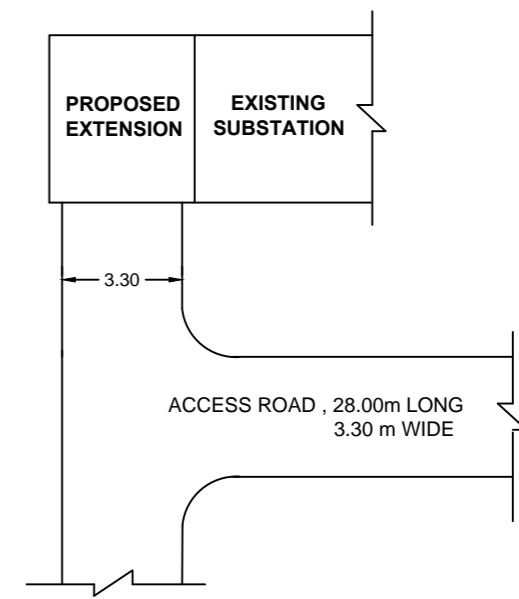 PROPOSED
EXTENSION
EXISTING
SUBSTATION
3.30
ACCESS ROAD , 28.00m LONG
3.30 m WIDE